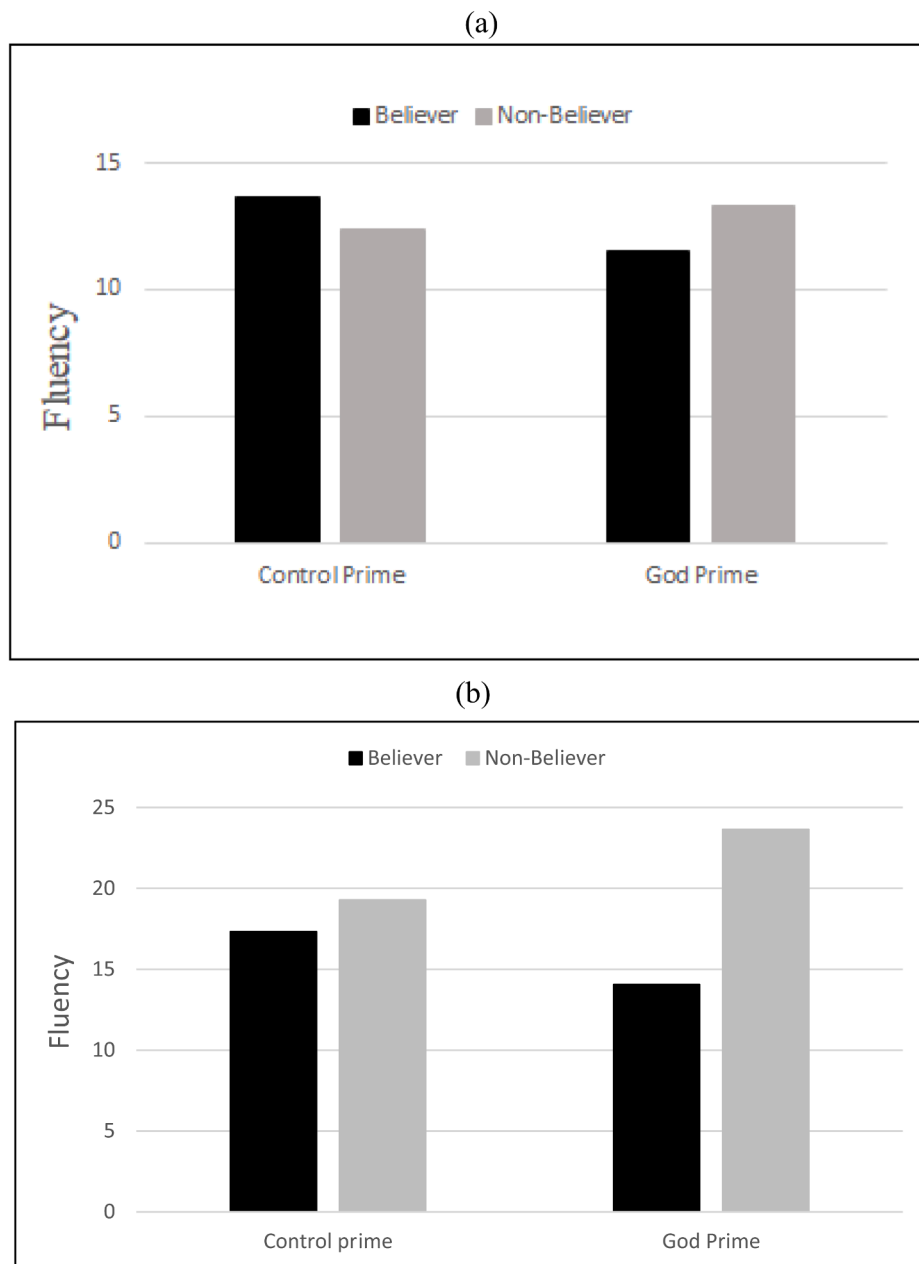 (a)
Believer Non-Believer
15
10
5
0
Fluency
Control Prime God Prime
(b)
Believer Non-Believer
25
20
15
10
5
0
Fluency
Control prime God Prime